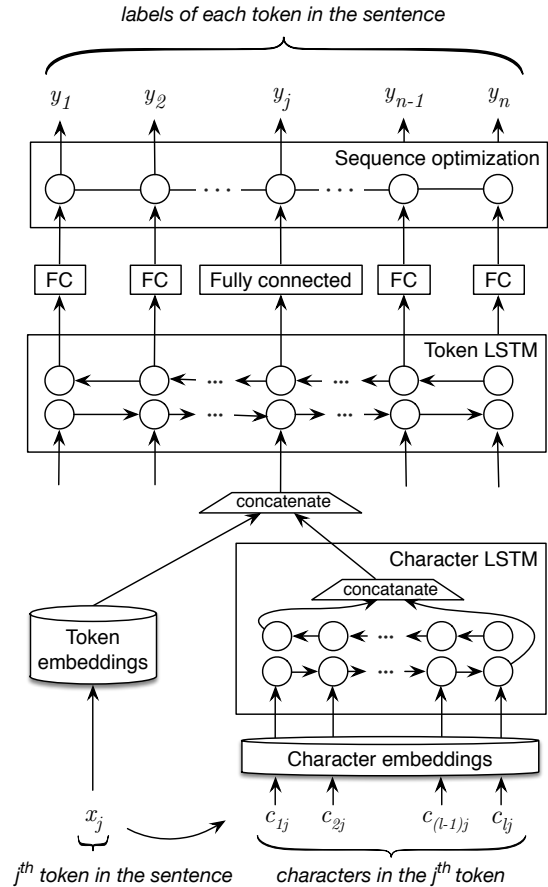 labels of each token in the sentence
y1 y2 yj yn-1 yn
Sequence optimization
... ...
FC FC Fully connected FC FC
Token LSTM
... ...
... ...
concatenate
Character LSTM
concatanate
Token
embeddings
...
...
Character embeddings
xj c1j c2j c(l-1)j clj
jth token in the sentence characters in the jth token